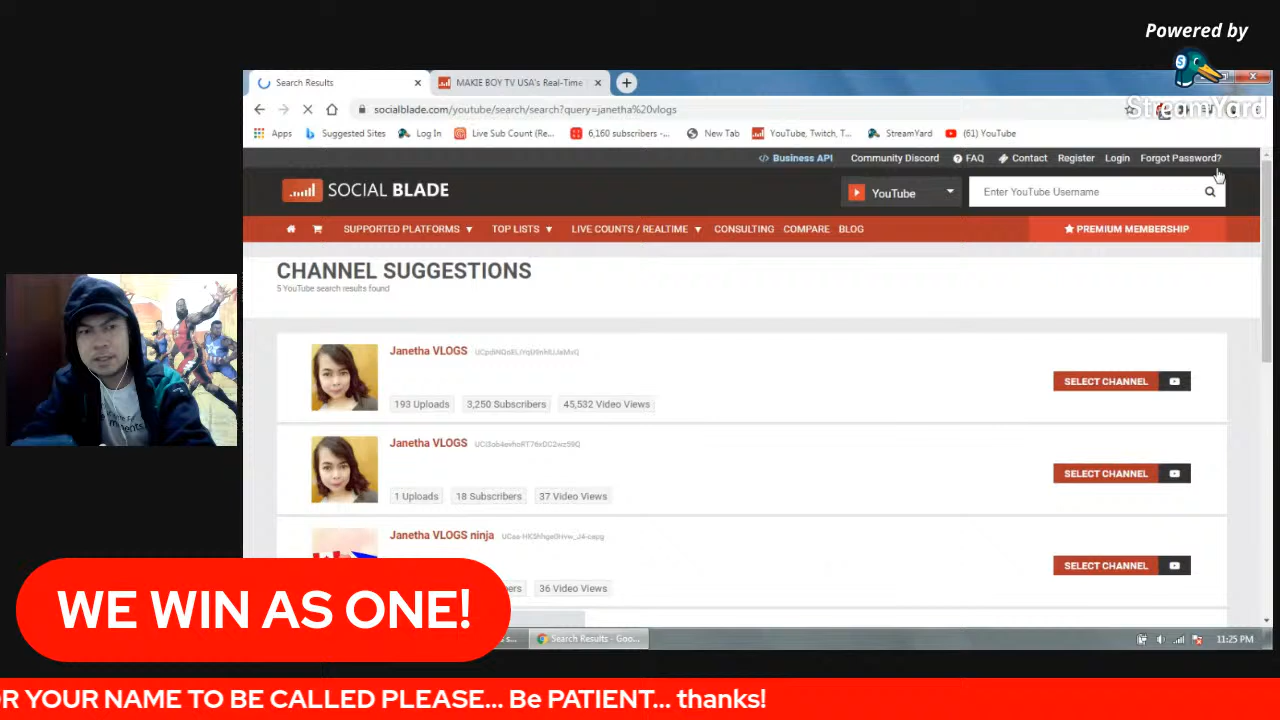 Powered by
StreamYard
Search Results
MAKIE BOY TV USA's Real-Time
socialblade.com/youtube/search/search?query=janetha%20vlogs
Apps Suggested Sites Log In Live Sub Count (Re... 6,160 subscribers -... New Tab YouTube, Twitch, T... StreamYard (61) YouTube
Business API Community Discord FAQ Contact Register Login Forgot Password?
SOCIAL BLADE YouTube Enter YouTube Username
SUPPORTED PLATFORMS TOP LISTS LIVE COUNTS / REALTIME CONSULTING COMPARE BLOG PREMIUM MEMBERSHIP
CHANNEL SUGGESTIONS
5 YouTube search results found
Janetha VLOGS
SELECT CHANNEL
193 Uploads 3,250 Subscribers 45,532 Video Views
Janetha VLOGS
SELECT CHANNEL
1 Uploads 18 Subscribers 37 Video Views
Janetha VLOGS ninja
SELECT CHANNEL
36 Video Views
WE WIN AS ONE!
Search Results - Goo...
11:25 PM
OR YOUR NAME TO BE CALLED PLEASE... Be PATIENT... thanks!